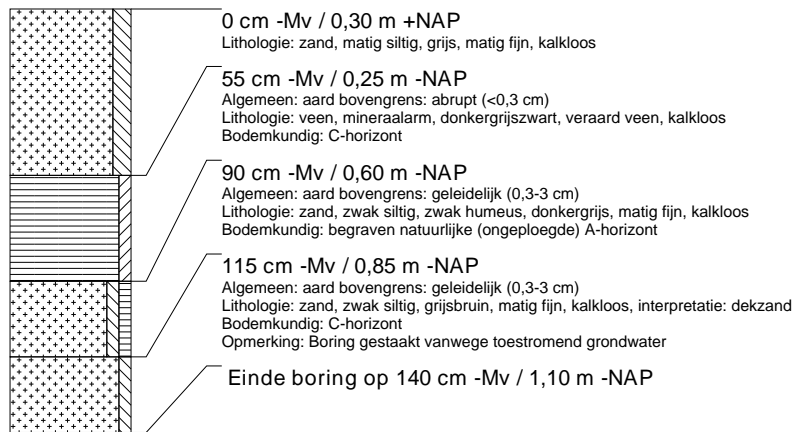 0 cm -Mv / 0,30 m +NAP
Lithologie: zand, matig siltig, grijs, matig fijn, kalkloos
55 cm -Mv / 0,25 m -NAP
Algemeen: aard bovengrens: abrupt (<0,3 cm)
Lithologie: veen, mineraalarm, donkergrijszwart, veraard veen, kalkloos
Bodemkundig: C-horizont
90 cm -Mv / 0,60 m -NAP
Algemeen: aard bovengrens: geleidelijk (0,3-3 cm)
Lithologie: zand, zwak siltig, zwak humeus, donkergrijs, matig fijn, kalkloos
Bodemkundig: begraven natuurlijke (ongeploegde) A-horizont
115 cm -Mv / 0,85 m -NAP
Algemeen: aard bovengrens: geleidelijk (0,3-3 cm)
Lithologie: zand, zwak siltig, grijsbruin, matig fijn, kalkloos, interpretatie: dekzand
Bodemkundig: C-horizont
Opmerking: Boring gestaakt vanwege toestromend grondwater
Einde boring op 140 cm -Mv / 1,10 m -NAP